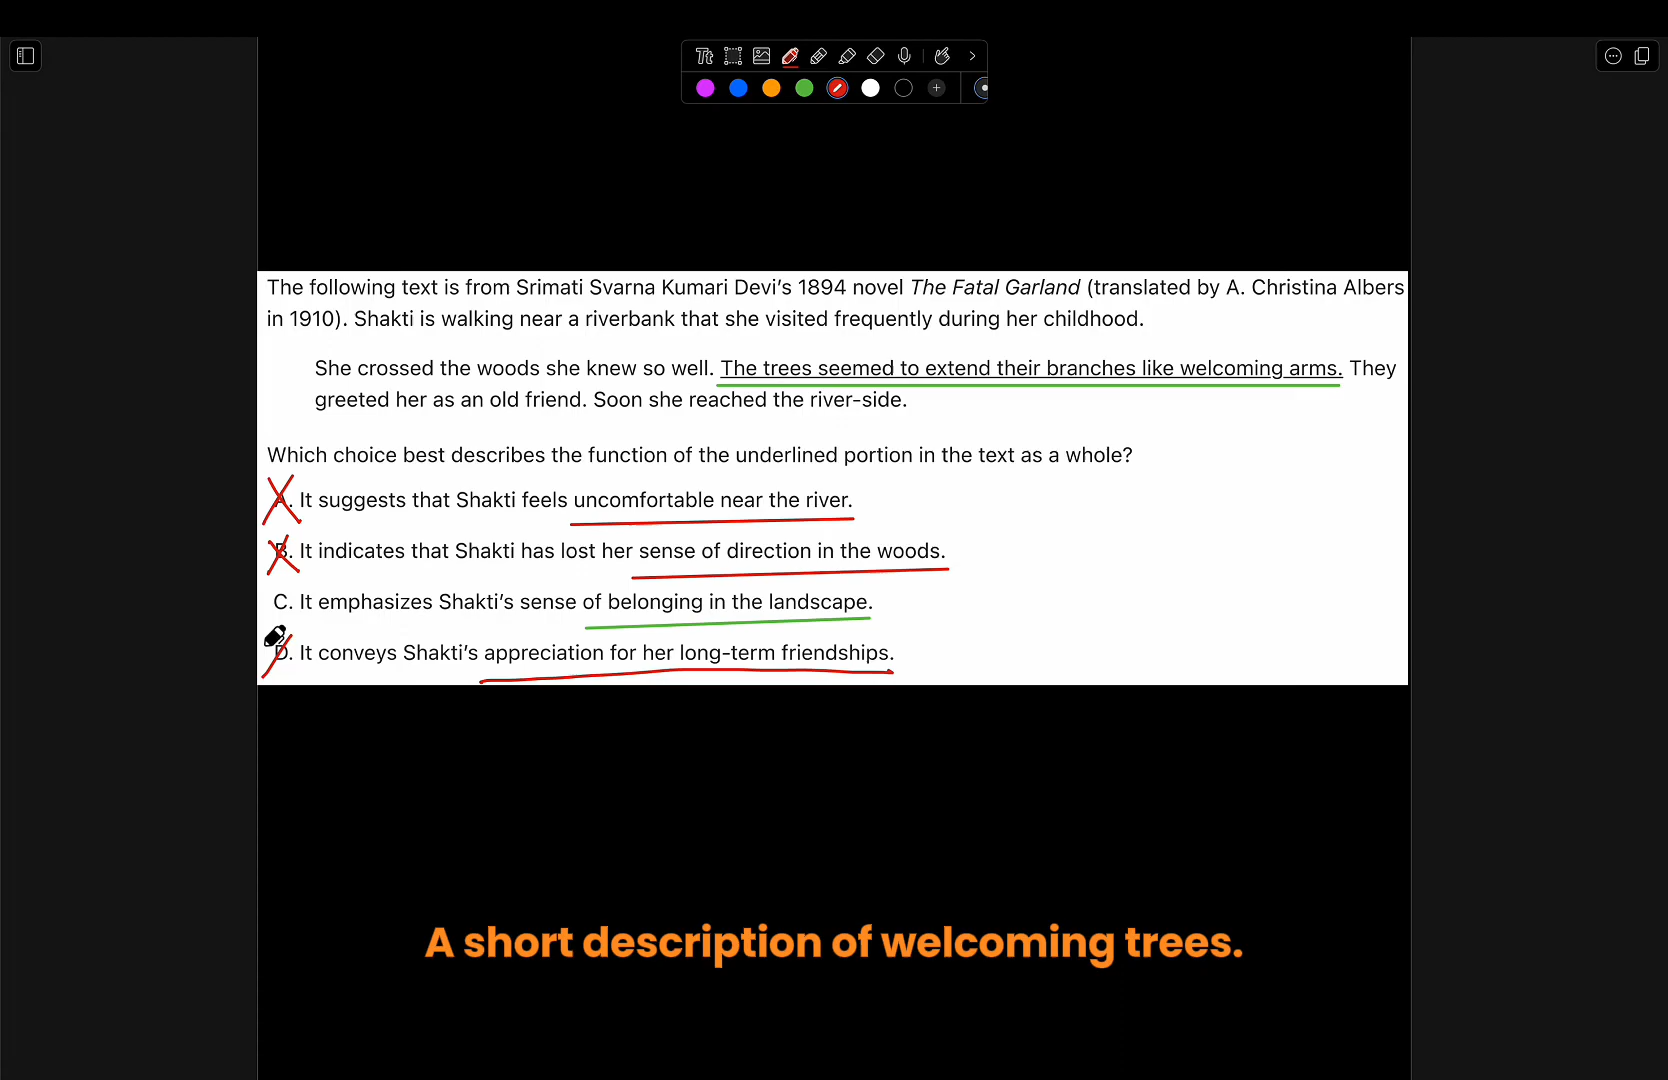 Tt
The following text is from Srimati Svarna Kumari Devi's 1894 novel The Fatal Garland (translated by A. Christina Albers
in 1910). Shakti is walking near a riverbank that she visited frequently during her childhood.
She crossed the woods she knew so well. The trees seemed to extend their branches like welcoming arms. They
greeted her as an old friend. Soon she reached the river-side.
Which choice best describes the function of the underlined portion in the text as a whole?
A. It suggests that Shakti feels uncomfortable near the river.
B. It indicates that Shakti has lost her sense of direction in the woods.
C. It emphasizes Shakti's sense of belonging in the landscape.
D. It conveys Shakti's appreciation for her long-term friendships.
A short description of welcoming trees.